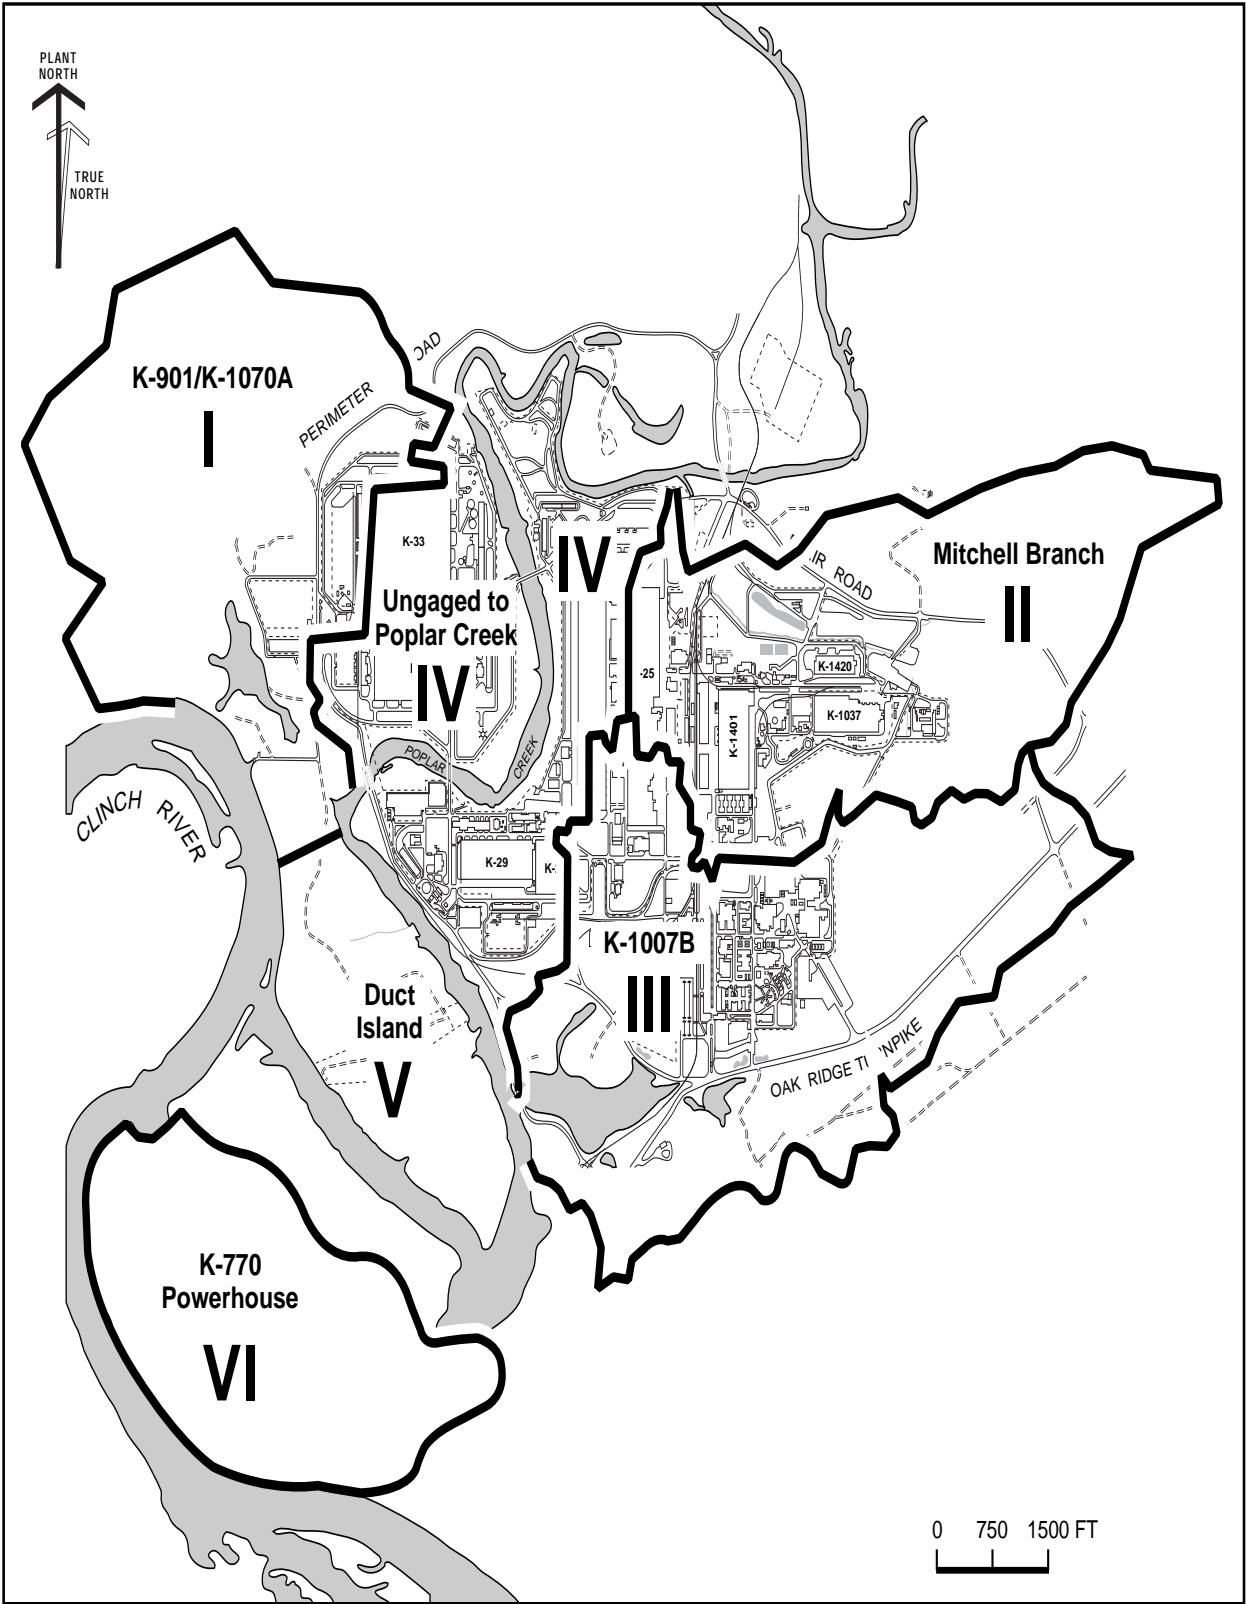 PLANT
NORTH
TRUE
NORTH
OAD
PERIMETER
K-901/K-1070A
I
K-33
IV
Ungaged to
Poplar Creek
IV
IR ROAD
Mitchell Branch
II
-25
K-1420
K-1401
K-1037
POPLAR
CREEK
CLINCH RIVER
K-29
K-
K-1007B
III
Duct
Island
V
OAK RIDGE TU
NPIKE
K-770
Powerhouse
VI
0 750 1500 FT